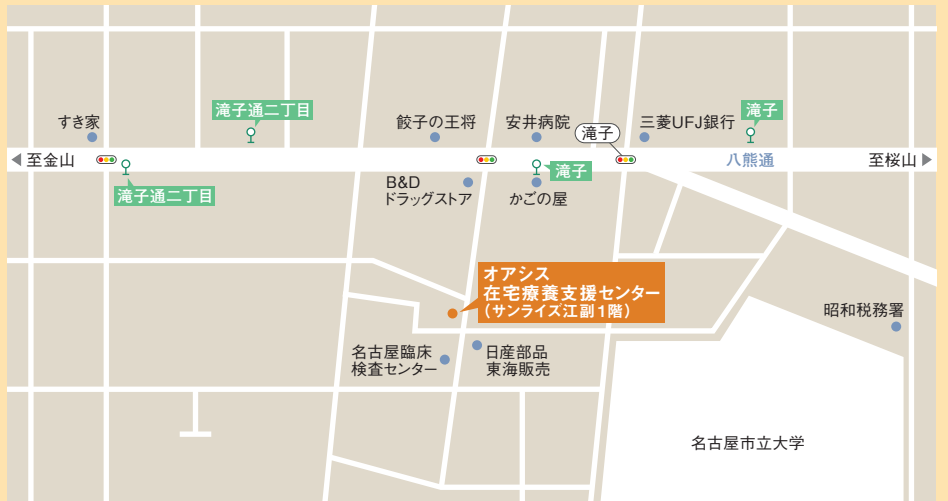 滝子通二丁目
滝子
すき家
餃子の王将
安井病院
三菱UFJ銀行
滝子
至金山
八熊通
至桜山
滝子
滝子通二丁目
B&D
ドラッグストア
かごの屋
オアシス
在宅療養支援センター
(サンライズ江副1階)
昭和税務署
名古屋臨床
検査センター
日産部品
東海販売
名古屋市立大学